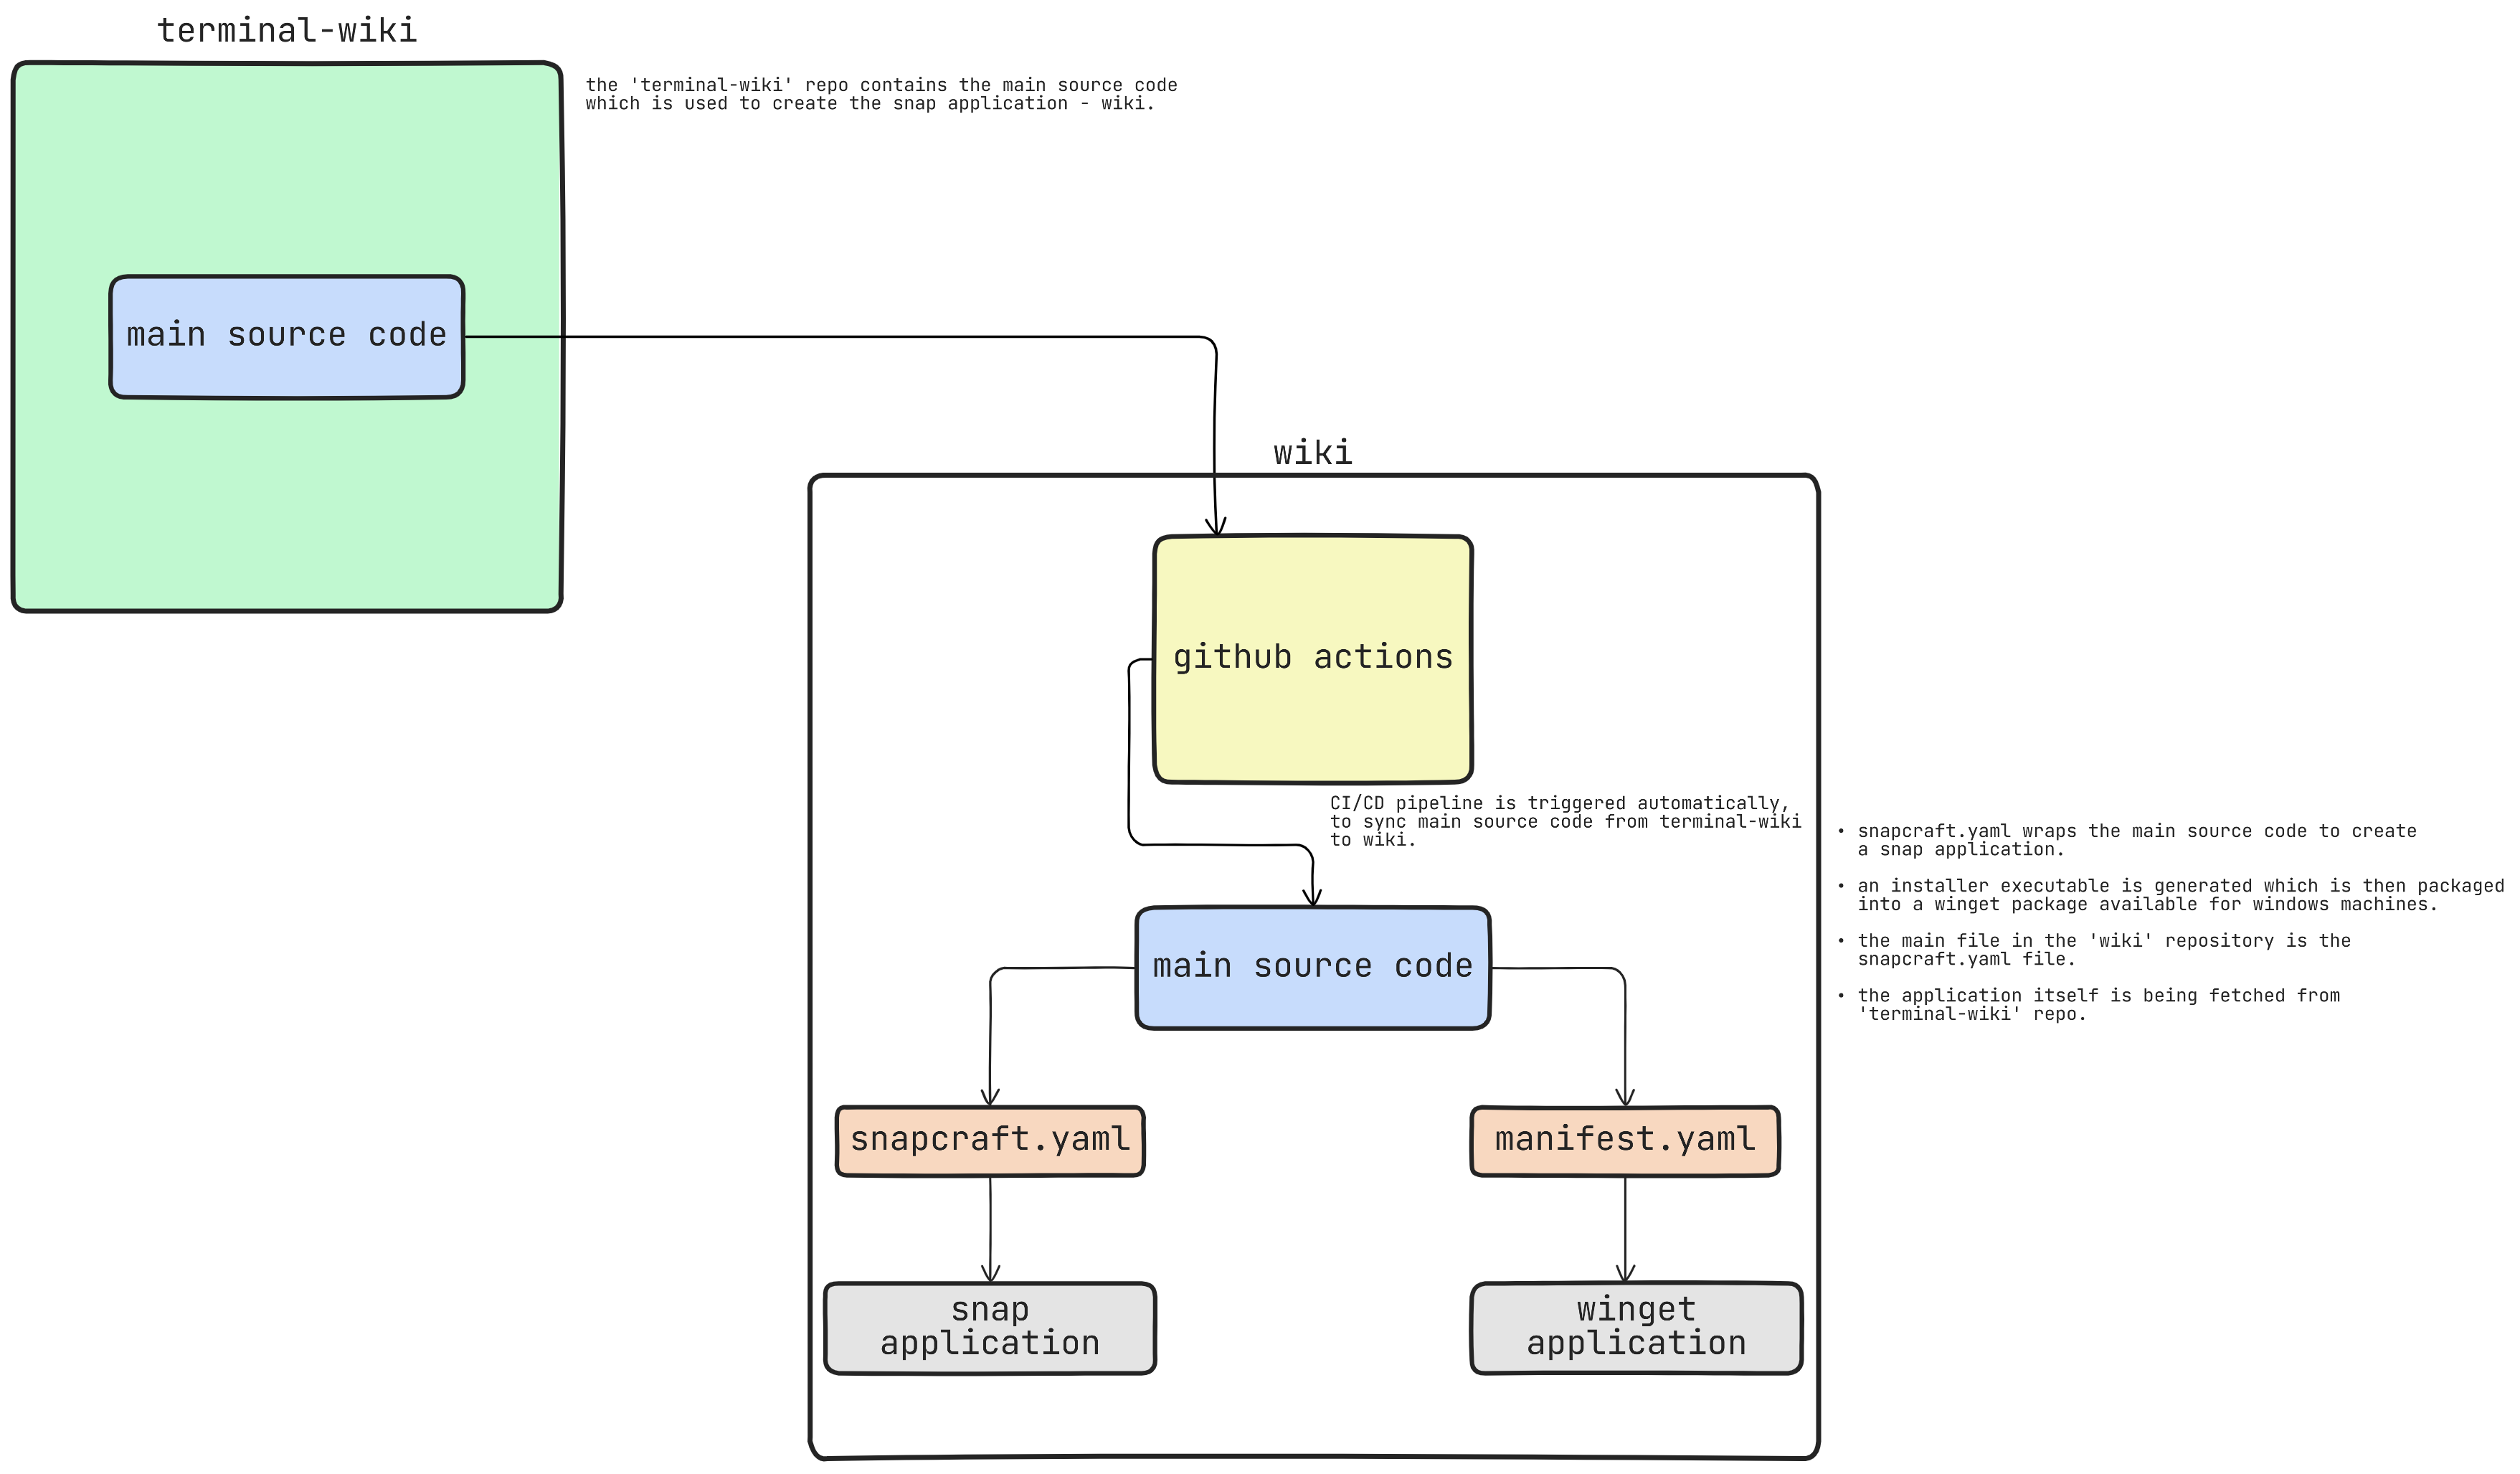 terminal-wiki
the 'terminal-wiki' repo contains the main source code
which is used to create the snap application - wiki.
main source code
wiki
github actions
CI/CD pipeline is triggered automatically,
to sync main source code from terminal-wiki
to wiki.
• snapcraft.yaml wraps the main source code to create
a snap application.
• an installer executable is generated which is then packaged
into a winget package available for windows machines.
• the main file in the 'wiki' repository is the
snapcraft.yaml file.
• the application itself is being fetched from
'terminal-wiki' repo.
main source code
snapcraft.yaml
manifest.yaml
snap
application
winget
application